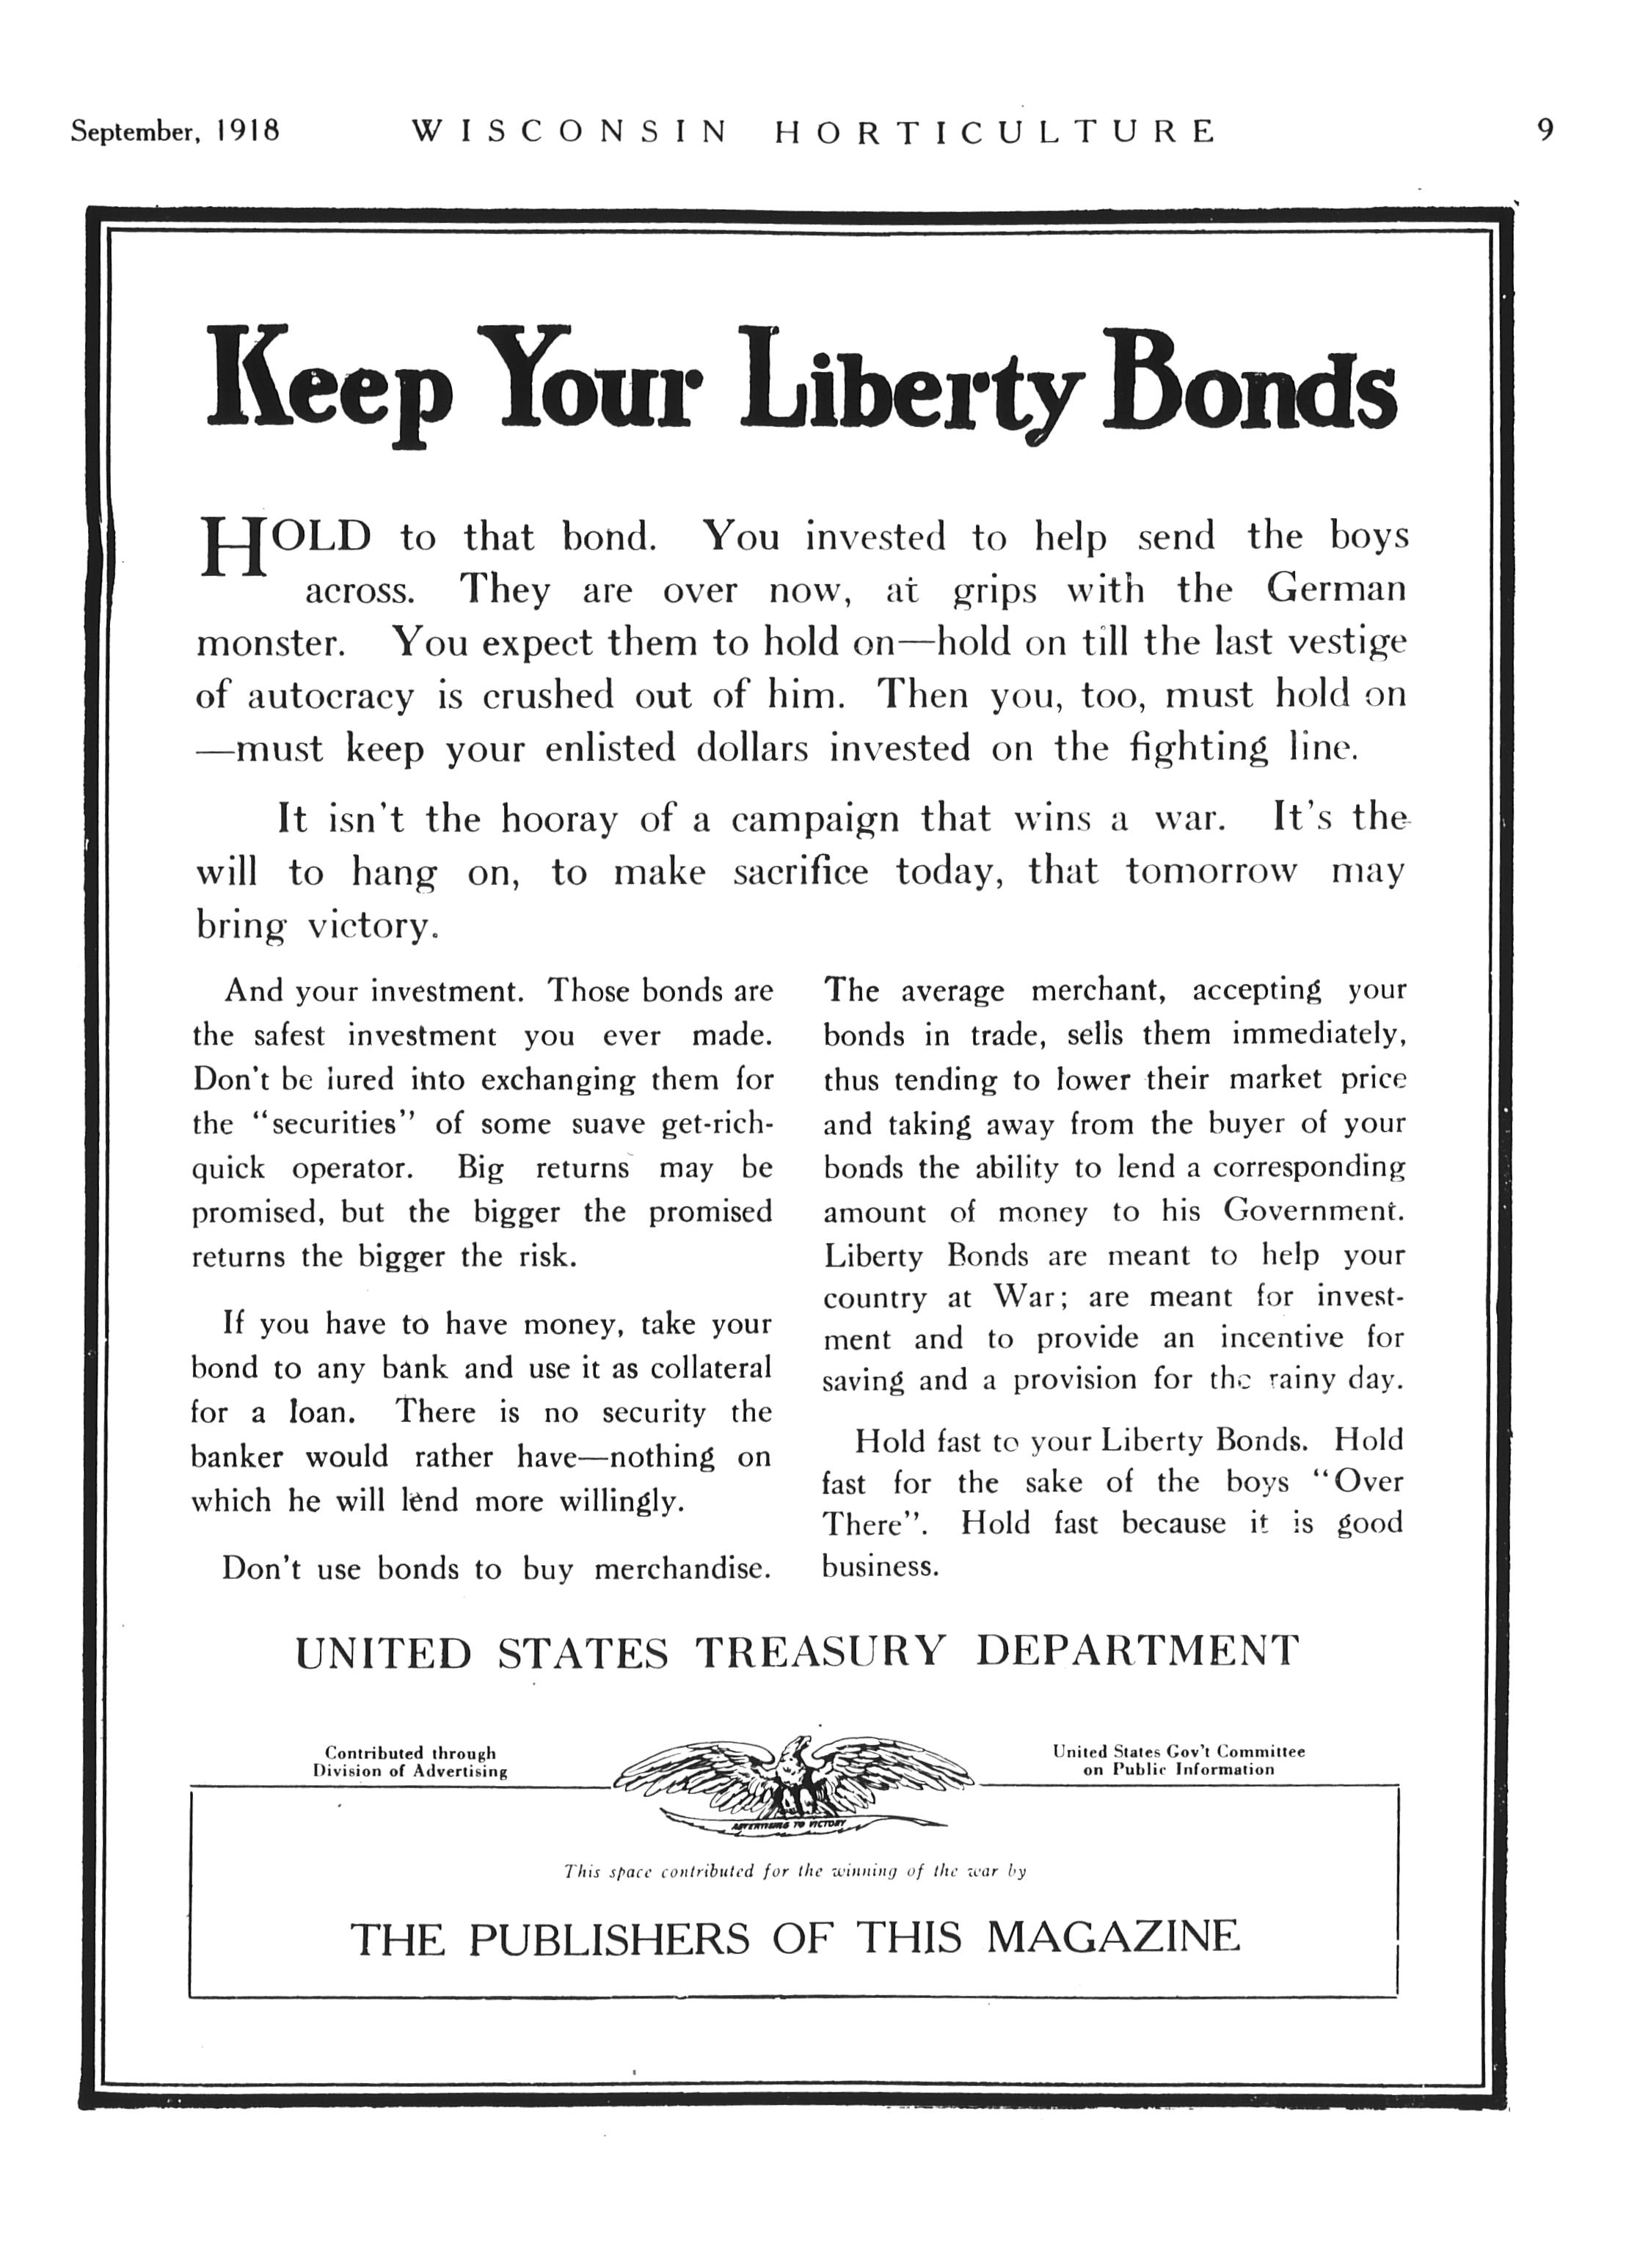 September, 1918
WISCONSIN HORTICULTURE
9
Keep Your Liberty Bonds
HOLD to that bond. You invested to help send the boys
across. They are over now, at grips with the German
monster. You expect them to hold on—hold on till the last vestige
of autocracy is crushed out of him. Then you, too, must hold on
—must keep your enlisted dollars invested on the fighting line.
It isn't the hooray of a campaign that wins a war. It's the
will to hang on, to make sacrifice today, that tomorrow may
bring victory.
And your investment. Those bonds are
the safest investment you ever made.
Don't be lured into exchanging them for
the "securities" of some suave get-rich-
quick operator. Big returns may be
promised, but the bigger the promised
returns the bigger the risk.
If you have to have money, take your
bond to any bank and use it as collateral
for a loan. There is no security the
banker would rather have—nothing on
which he will lend more willingly.
Don't use bonds to buy merchandise.
The average merchant, accepting your
bonds in trade, sells them immediately,
thus tending to lower their market price
and taking away from the buyer of your
bonds the ability to lend a corresponding
amount of money to his Government.
Liberty Bonds are meant to help your
country at War; are meant for invest-
ment and to provide an incentive for
saving and a provision for the rainy day.
Hold fast to your Liberty Bonds. Hold
fast for the sake of the boys "Over
There". Hold fast because it is good
business.
UNITED STATES TREASURY DEPARTMENT
Contributed through
Division of Advertising
United States Gov't Committee
on Public Information
ADVERTISING TO VICTORY
This space contributed for the winning of the war by
THE PUBLISHERS OF THIS MAGAZINE